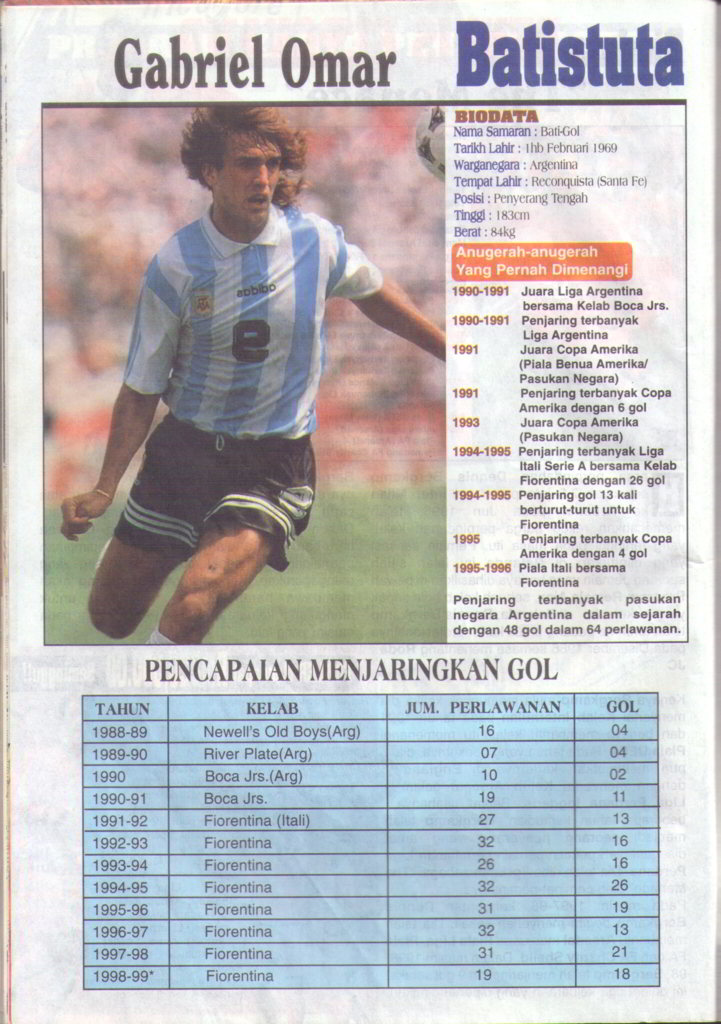 Gabriel Omar Batistuta
BIODATA
Nama Samaran : Bati-Gol
Tarikh Lahir : 1hb Februari 1969
Warganegara : Argentina
Tempat Lahir : Reconquista (Santa Fe)
Posisi : Penyerang Tengah
Tinggi : 183cm
Berat : 84kg
Anugerah-anugerah
Yang Pernah Dimenangi
1990-1991 Juara Liga Argentina
bersama Kelab Boca Jrs.
1990-1991 Penjaring terbanyak
Liga Argentina
1991 Juara Copa Amerika
(Piala Benua Amerika/
Pasukan Negara)
1991 Penjaring terbanyak Copa
Amerika dengan 6 gol
1993 Juara Copa Amerika
(Pasukan Negara)
1994-1995 Penjaring terbanyak Liga
Itali Serie A bersama Kelab
Fiorentina dengan 26 gol
1994-1995 Penjaring gol 13 kali
berturut-turut untuk
Fiorentina
1995 Penjaring terbanyak Copa
Amerika dengan 4 gol
1995-1996 Piala Itali bersama
Fiorentina
Penjaring terbanyak pasukan
negara Argentina dalam sejarah
dengan 48 gol dalam 64 perlawanan.
PENCAPAIAN MENJARINGKAN GOL
TAHUN KELAB JUM. PERLAWANAN GOL
1988-89 Newell's Old Boys(Arg) 16 04
1989-90 River Plate(Arg) 07 04
1990 Boca Jrs.(Arg) 10 02
1990-91 Boca Jrs. 19 11
1991-92 Fiorentina (Itali) 27 13
1992-93 Fiorentina 32 16
1993-94 Fiorentina 26 16
1994-95 Fiorentina 32 26
1995-96 Fiorentina 31 19
1996-97 Fiorentina 32 13
1997-98 Fiorentina 31 21
1998-99* Fiorentina 19 18